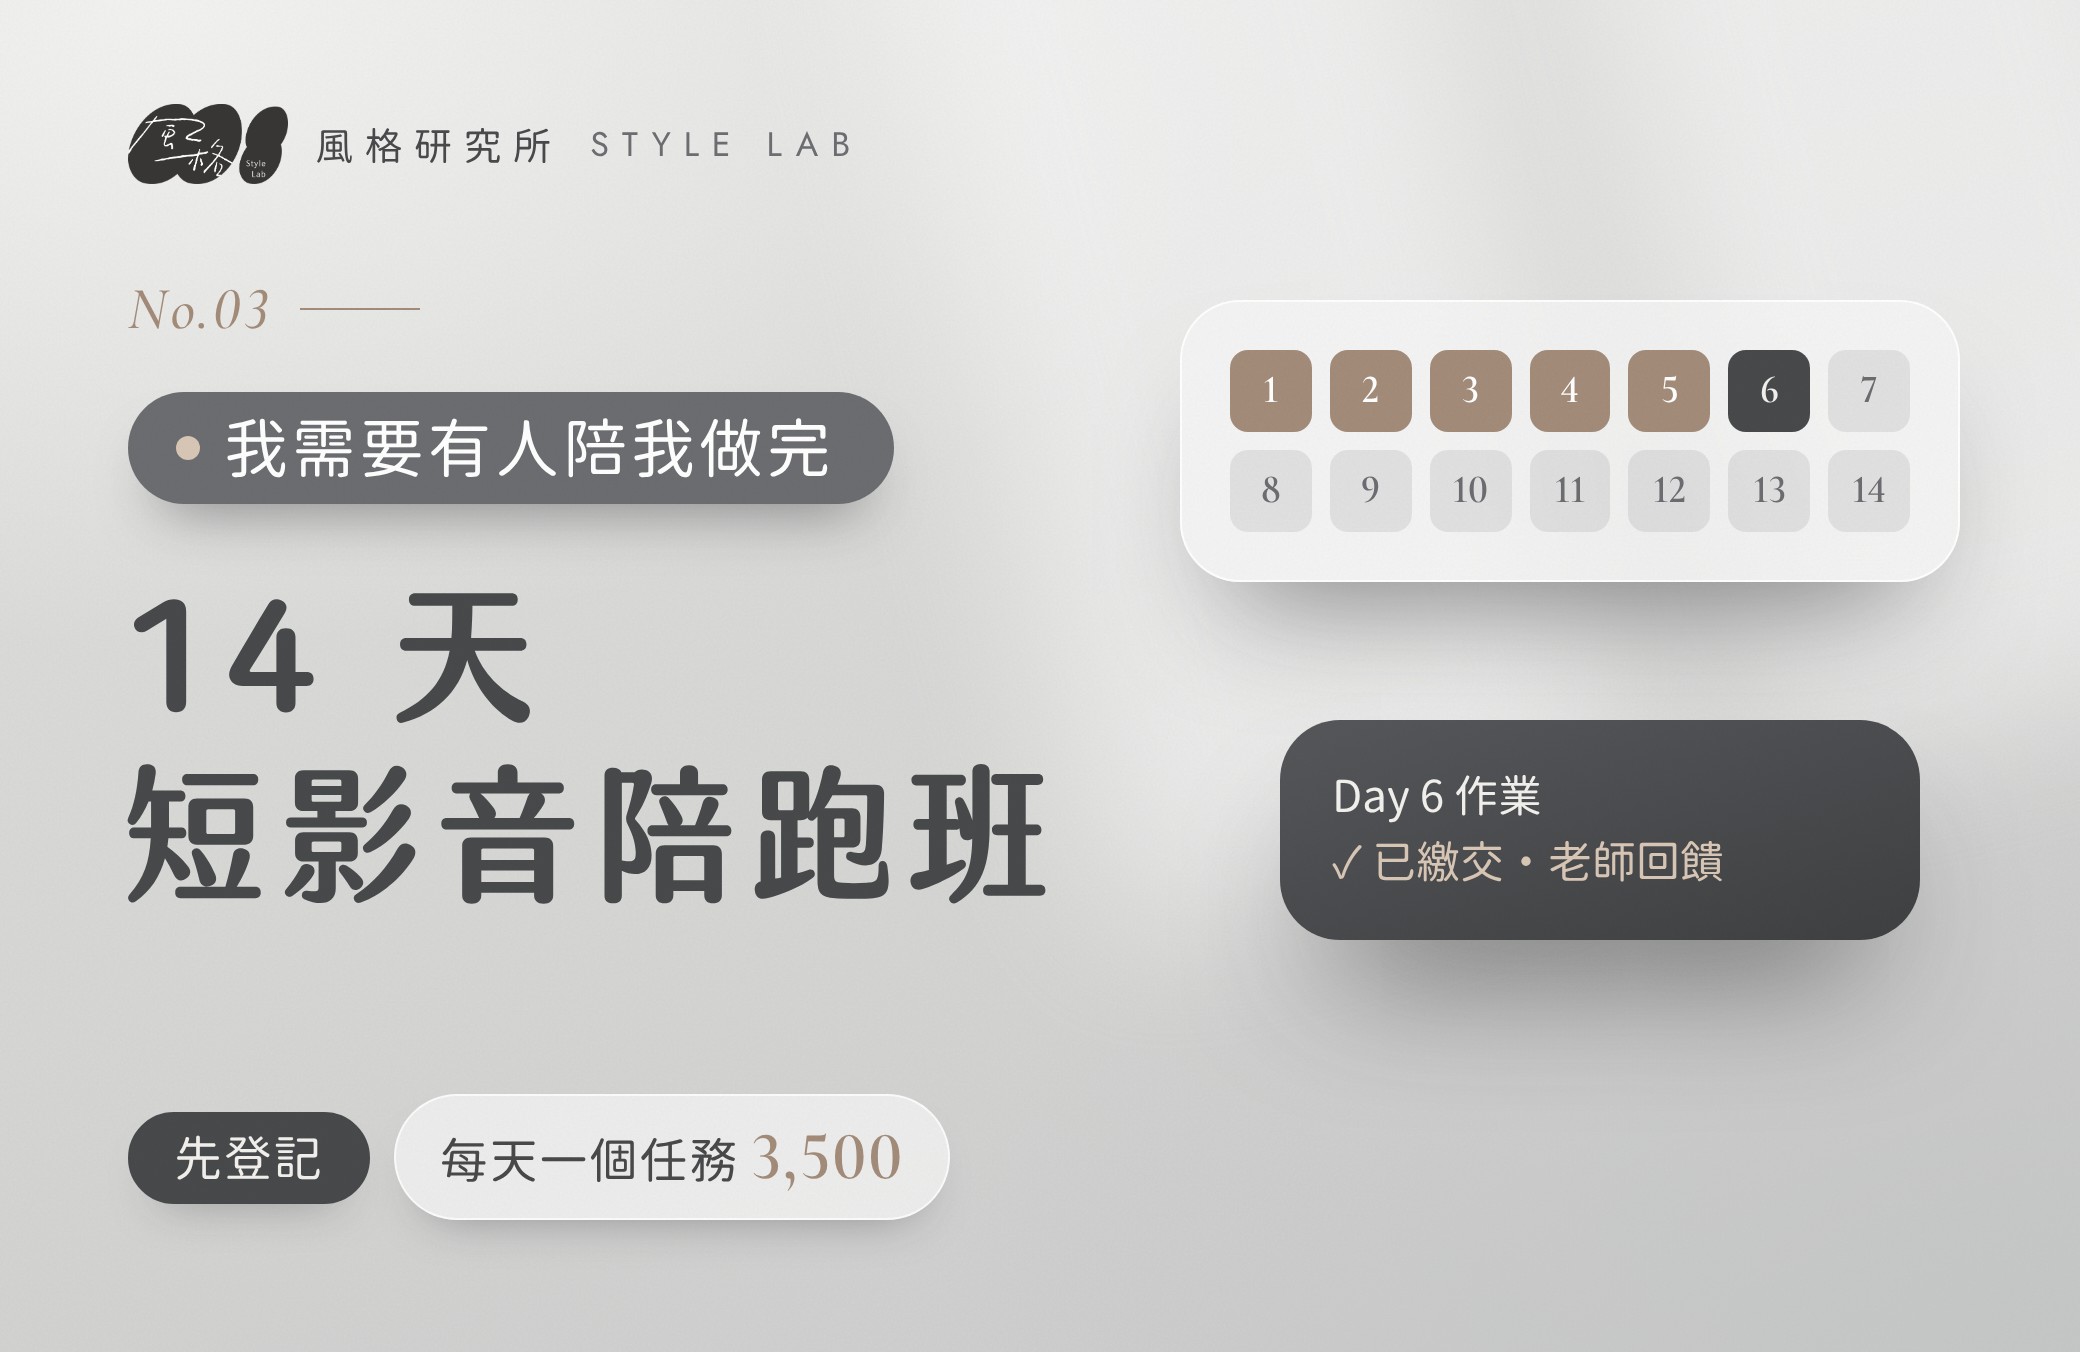 風格 Style Lab
風格研究所 STYLE LAB
No.03
我需要有人陪我做完
14 天
短影音陪跑班
先登記
每天一個任務 3,500
1 2 3 4 5 6 7
8 9 10 11 12 13 14
Day 6 作業
✓ 已繳交・老師回饋